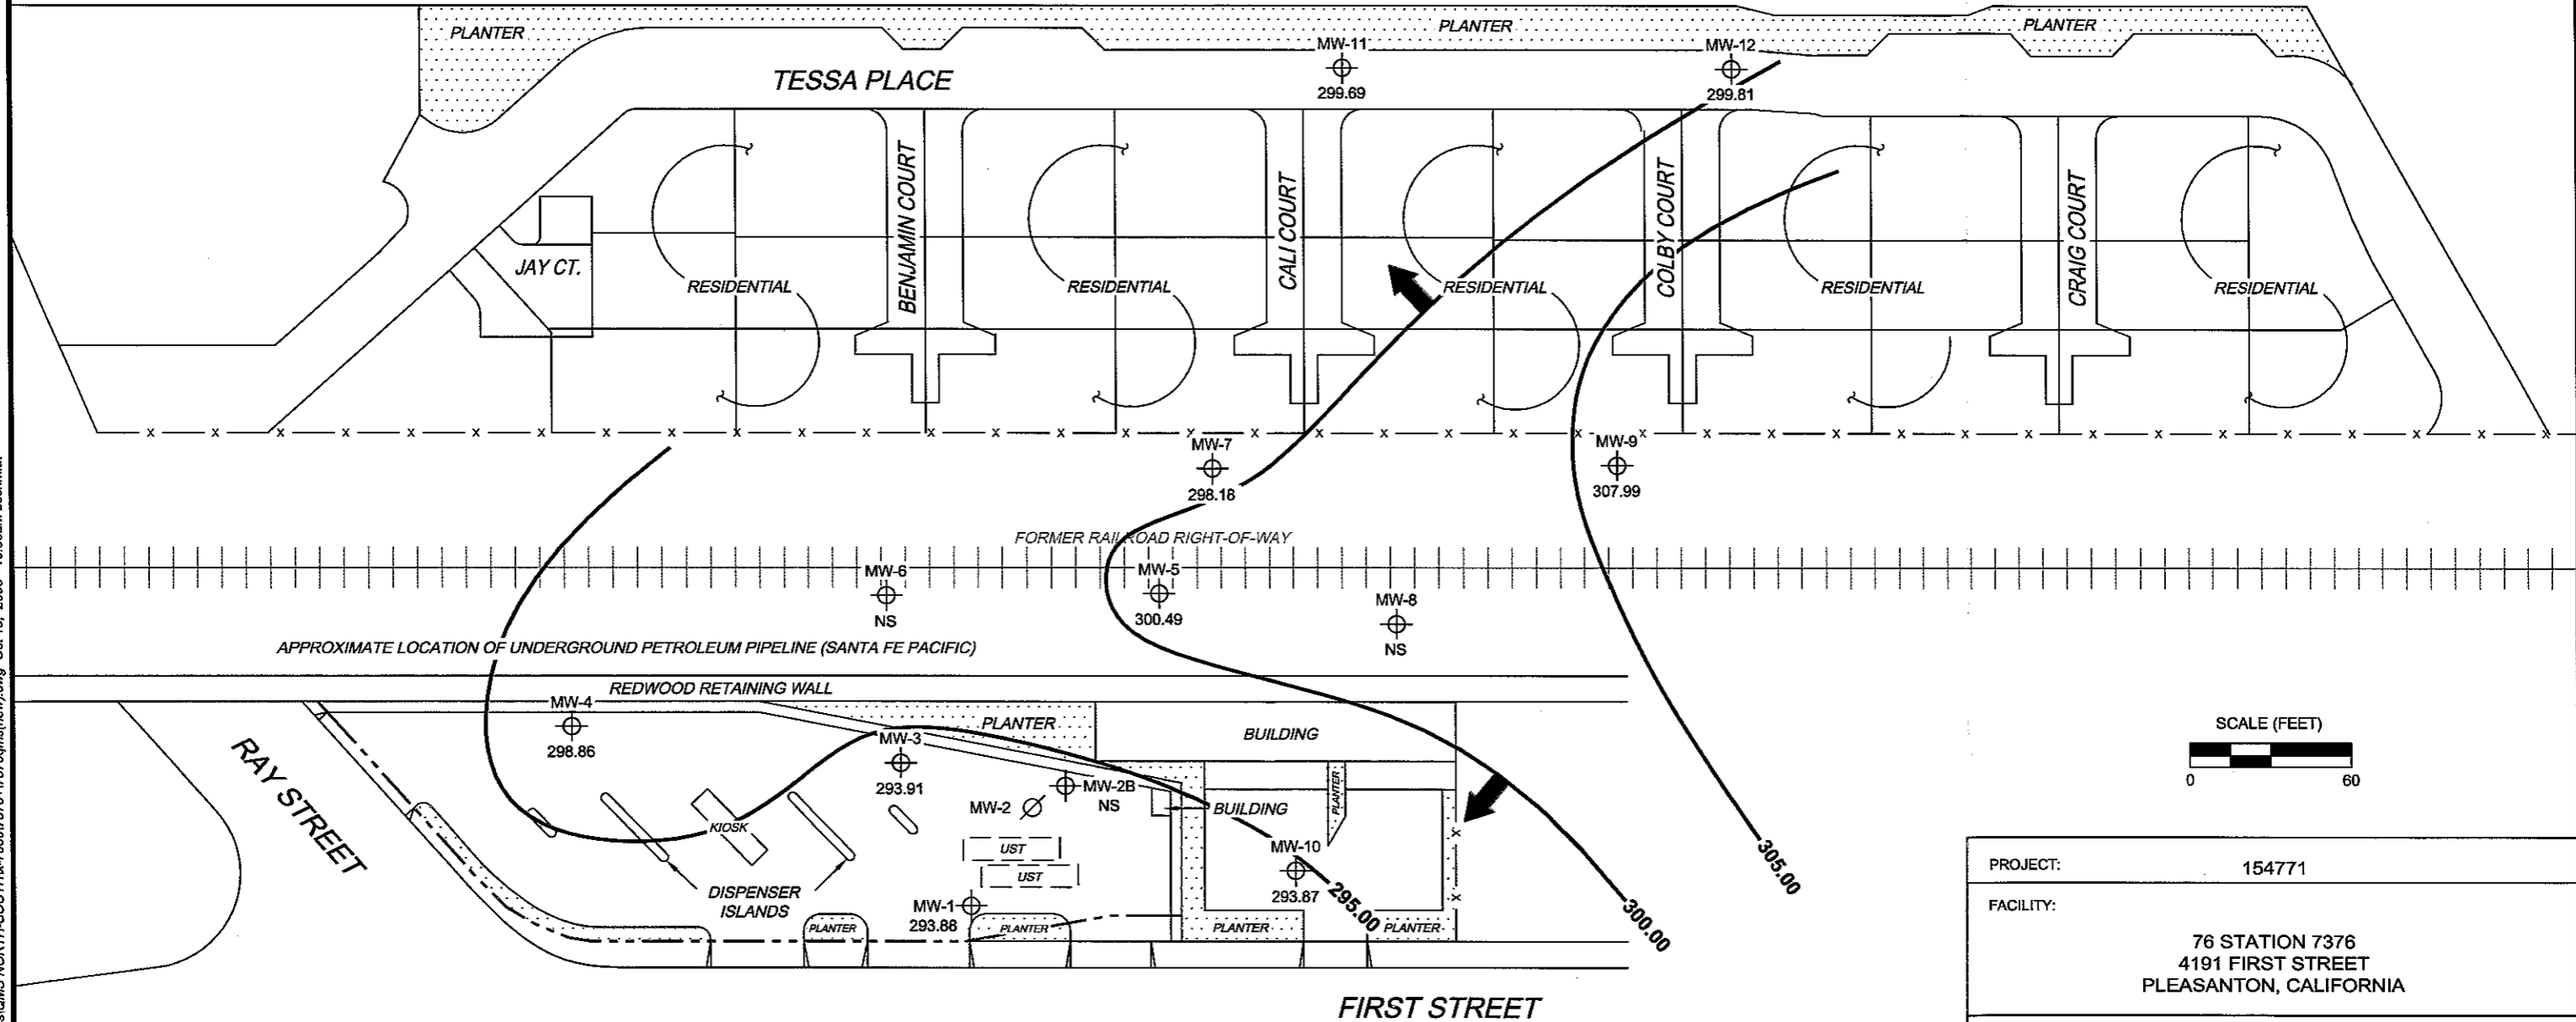 PLANTER
PLANTER
PLANTER
MW-11
299.69
MW-12
299.81
TESSA PLACE
BENJAMIN COURT
CALI COURT
COLBY COURT
CRAIG COURT
JAY CT.
RESIDENTIAL
RESIDENTIAL
RESIDENTIAL
RESIDENTIAL
RESIDENTIAL
x x x x x x x x x x x x x x x x x x x x x x x x x x x x x x x x x x x x x x
MW-7
298.18
MW-9
307.99
FORMER RAILROAD RIGHT-OF-WAY
MW-6
NS
MW-5
300.49
MW-8
NS
APPROXIMATE LOCATION OF UNDERGROUND PETROLEUM PIPELINE (SANTA FE PACIFIC)
REDWOOD RETAINING WALL
MW-4
298.86
PLANTER
BUILDING
MW-3
293.91
MW-2B
NS
MW-2
BUILDING
PLANTER
x
x
KIOSK
UST
UST
MW-10
293.87
295.00
300.00
305.00
RAY STREET
DISPENSER
ISLANDS
MW-1
293.88
PLANTER
PLANTER
PLANTER
PLANTER
FIRST STREET
SCALE (FEET)
0 60
PROJECT: 154771
FACILITY:
76 STATION 7376
4191 FIRST STREET
PLEASANTON, CALIFORNIA